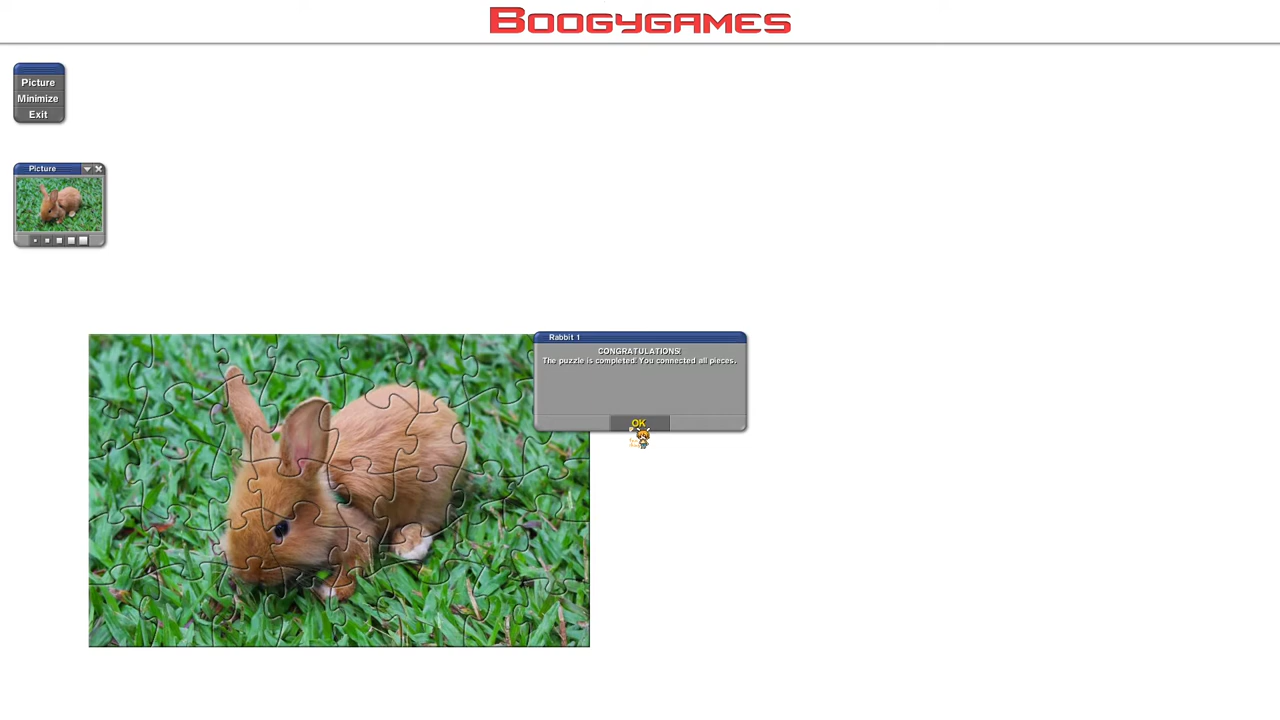 BOOGYGAMES
Picture
Minimize
Exit
Picture
Rabbit 1
CONGRATULATIONS!
The puzzle is completed! You connected all pieces.
OK